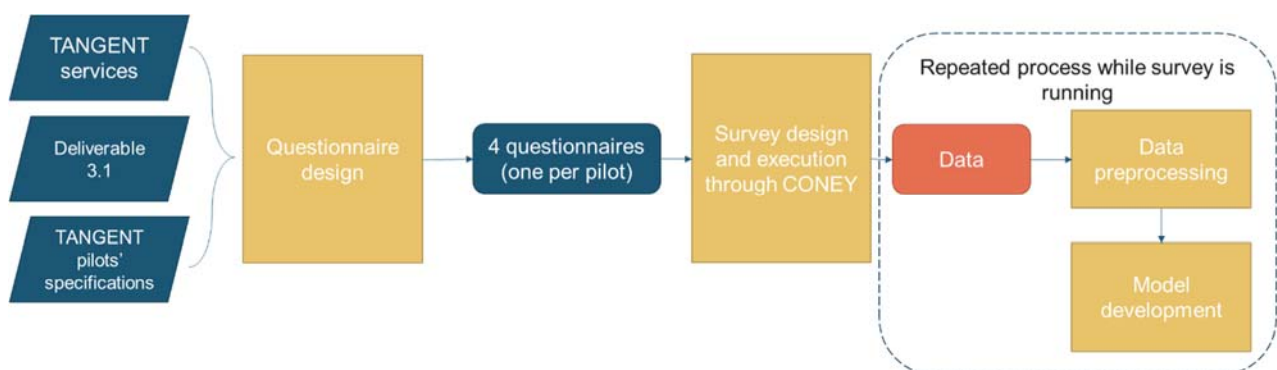 TANGENT
services
Deliverable
3.1
TANGENT
pilots'
specifications
Questionnaire
design
4 questionnaires
(one per pilot)
Survey design
and execution
through CONEY
Repeated process while survey is
running
Data
Data
preprocessing
Model
development